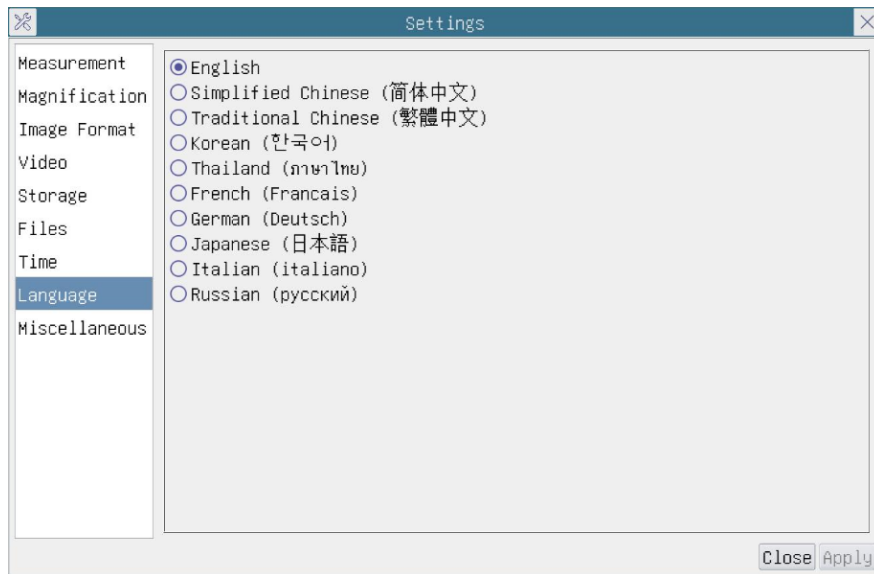 Settings
Measurement
Magnification
Image Format
Video
Storage
Files
Time
Language
Miscellaneous
English
Simplified Chinese (简体中文)
Traditional Chinese (繁體中文)
Korean (한국어)
Thailand (ภาษาไทย)
French (Francais)
German (Deutsch)
Japanese (日本語)
Italian (italiano)
Russian (русский)
Close Apply